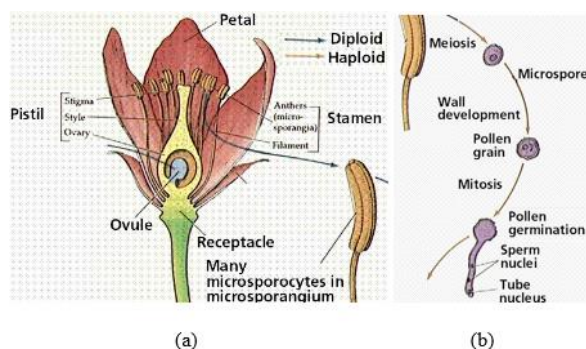 Petal
Diploid
Haploid
Pistil
Stigma
Style
Ovary
Anthers
(micro-
sporangia)
Stamen
Filament
Ovule
Receptacle
Many
microsporocytes in
microsporangium
(a)
Meiosis
Microspore
Wall
development
Pollen
grain
Mitosis
Pollen
germination
Sperm
nuclei
Tube
nucleus
(b)